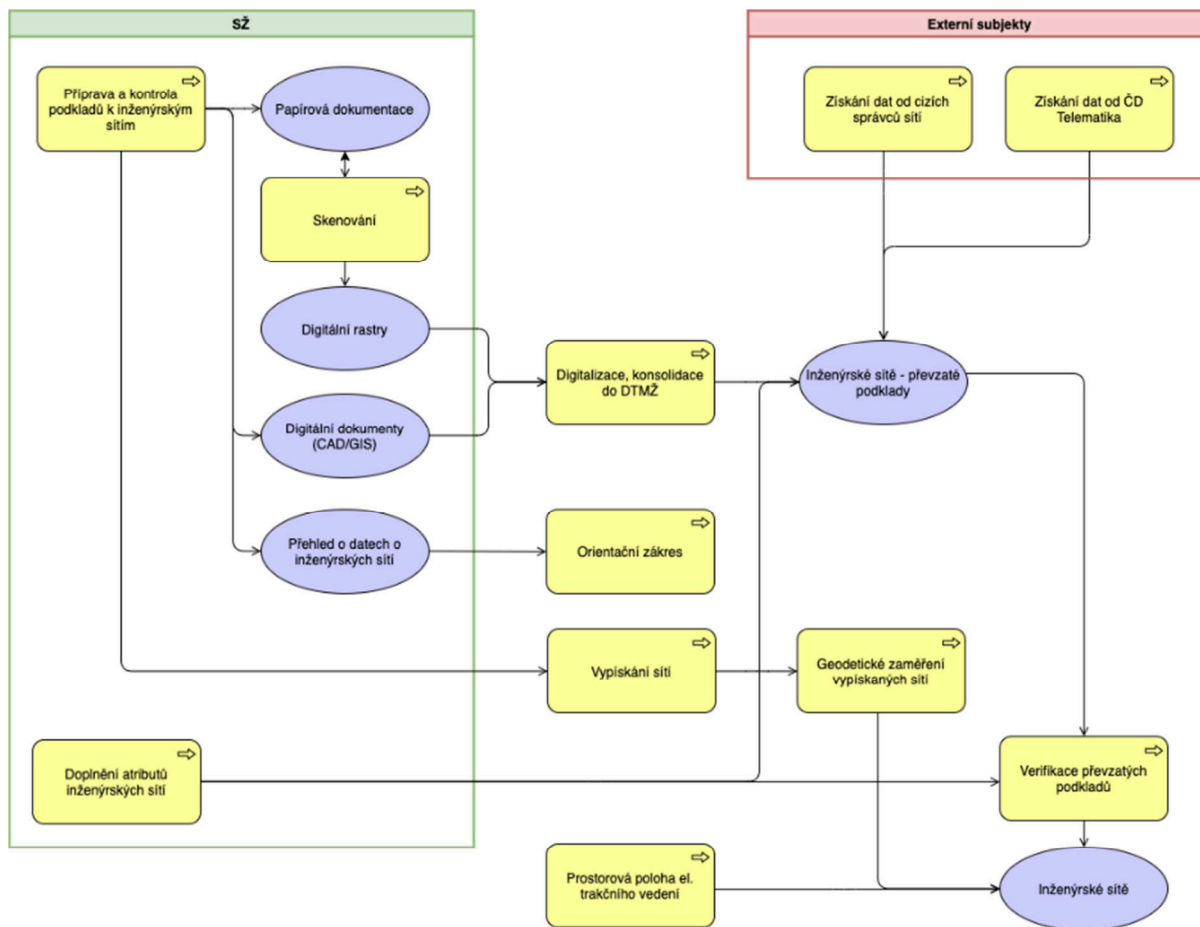 SŽ
Externí subjekty
Příprava a kontrola
podkladů k inženýrským
sítím
Papírová dokumentace
Získání dat od cizích
správců sítí
Získání dat od ČD
Telematika
Skenování
Digitální rastry
Digitalizace, konsolidace
do DTMŽ
Inženýrské sítě - převzaté
podklady
Digitální dokumenty
(CAD/GIS)
Přehled o datech o
inženýrských sítí
Orientační zákres
Vypískání sítí
Geodetické zaměření
vypískaných sítí
Doplnění atributů
inženýrských sítí
Verifikace převzatých
podkladů
Prostorová poloha el.
trakčního vedení
Inženýrské sítě